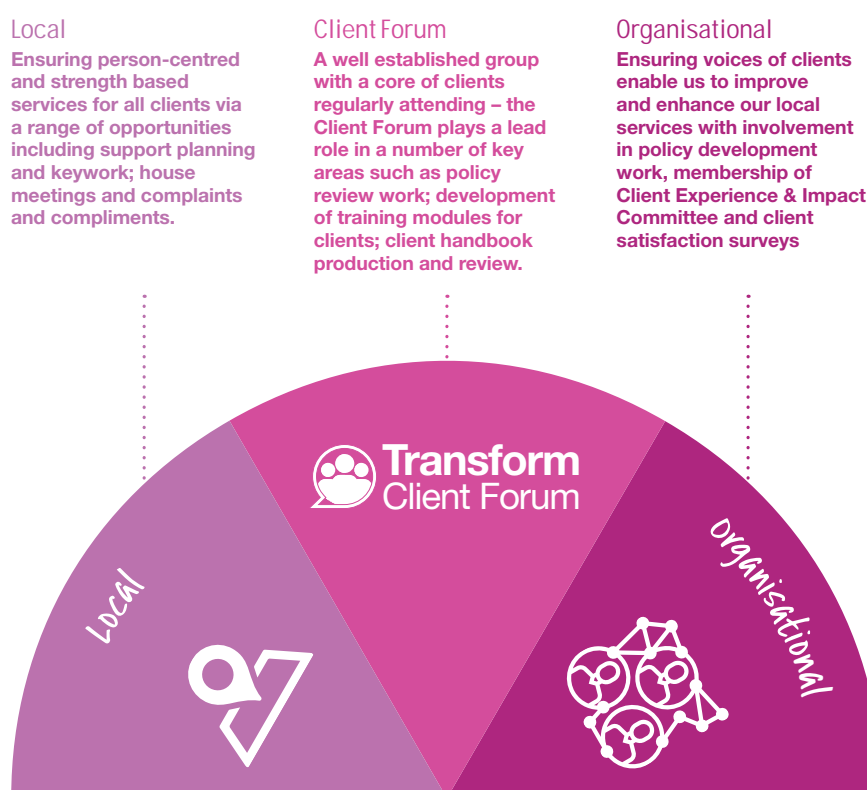 Local
Ensuring person-centred
and strength based
services for all clients via
a range of opportunities
including support planning
and keywork; house
meetings and complaints
and compliments.
Client Forum
A well established group
with a core of clients
regularly attending – the
Client Forum plays a lead
role in a number of key
areas such as policy
review work; development
of training modules for
clients; client handbook
production and review.
Organisational
Ensuring voices of clients
enable us to improve
and enhance our local
services with involvement
in policy development
work, membership of
Client Experience & Impact
Committee and client
satisfaction surveys
Local
Transform
Client Forum
Organisational